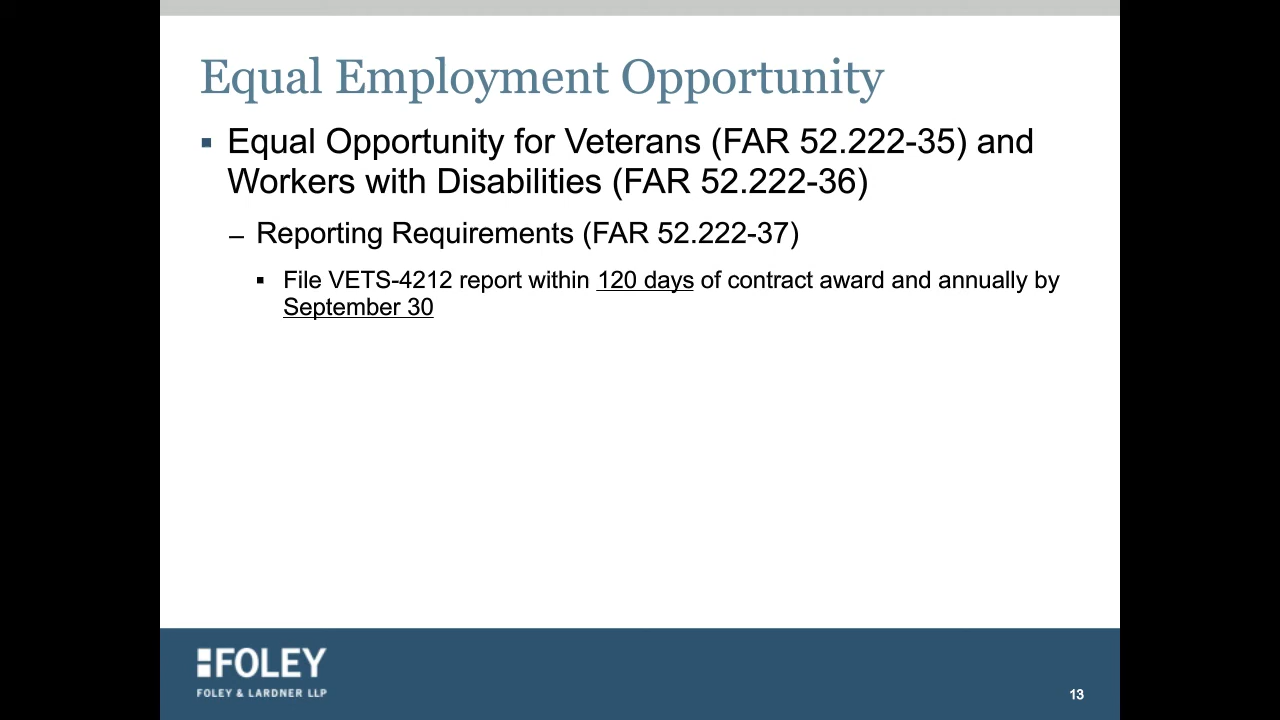 Equal Employment Opportunity
▪ Equal Opportunity for Veterans (FAR 52.222-35) and
Workers with Disabilities (FAR 52.222-36)
– Reporting Requirements (FAR 52.222-37)
▪ File VETS-4212 report within 120 days of contract award and annually by
September 30
FOLEY
FOLEY & LARDNER LLP
13